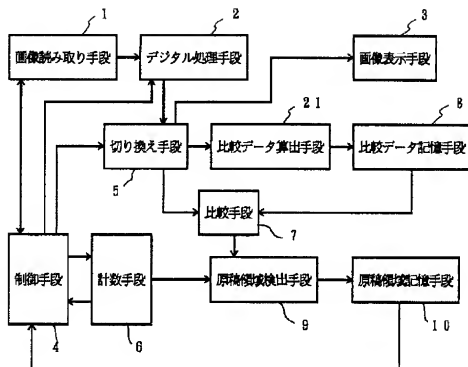 1
2
3
画像読み取り手段
デジタル処理手段
画像表示手段
21
8
切り換え手段
比較データ算出手段
比較データ記憶手段
5
比較手段
7
制御手段
計数手段
原稿領域検出手段
原稿領域記憶手段
4
6
9
10